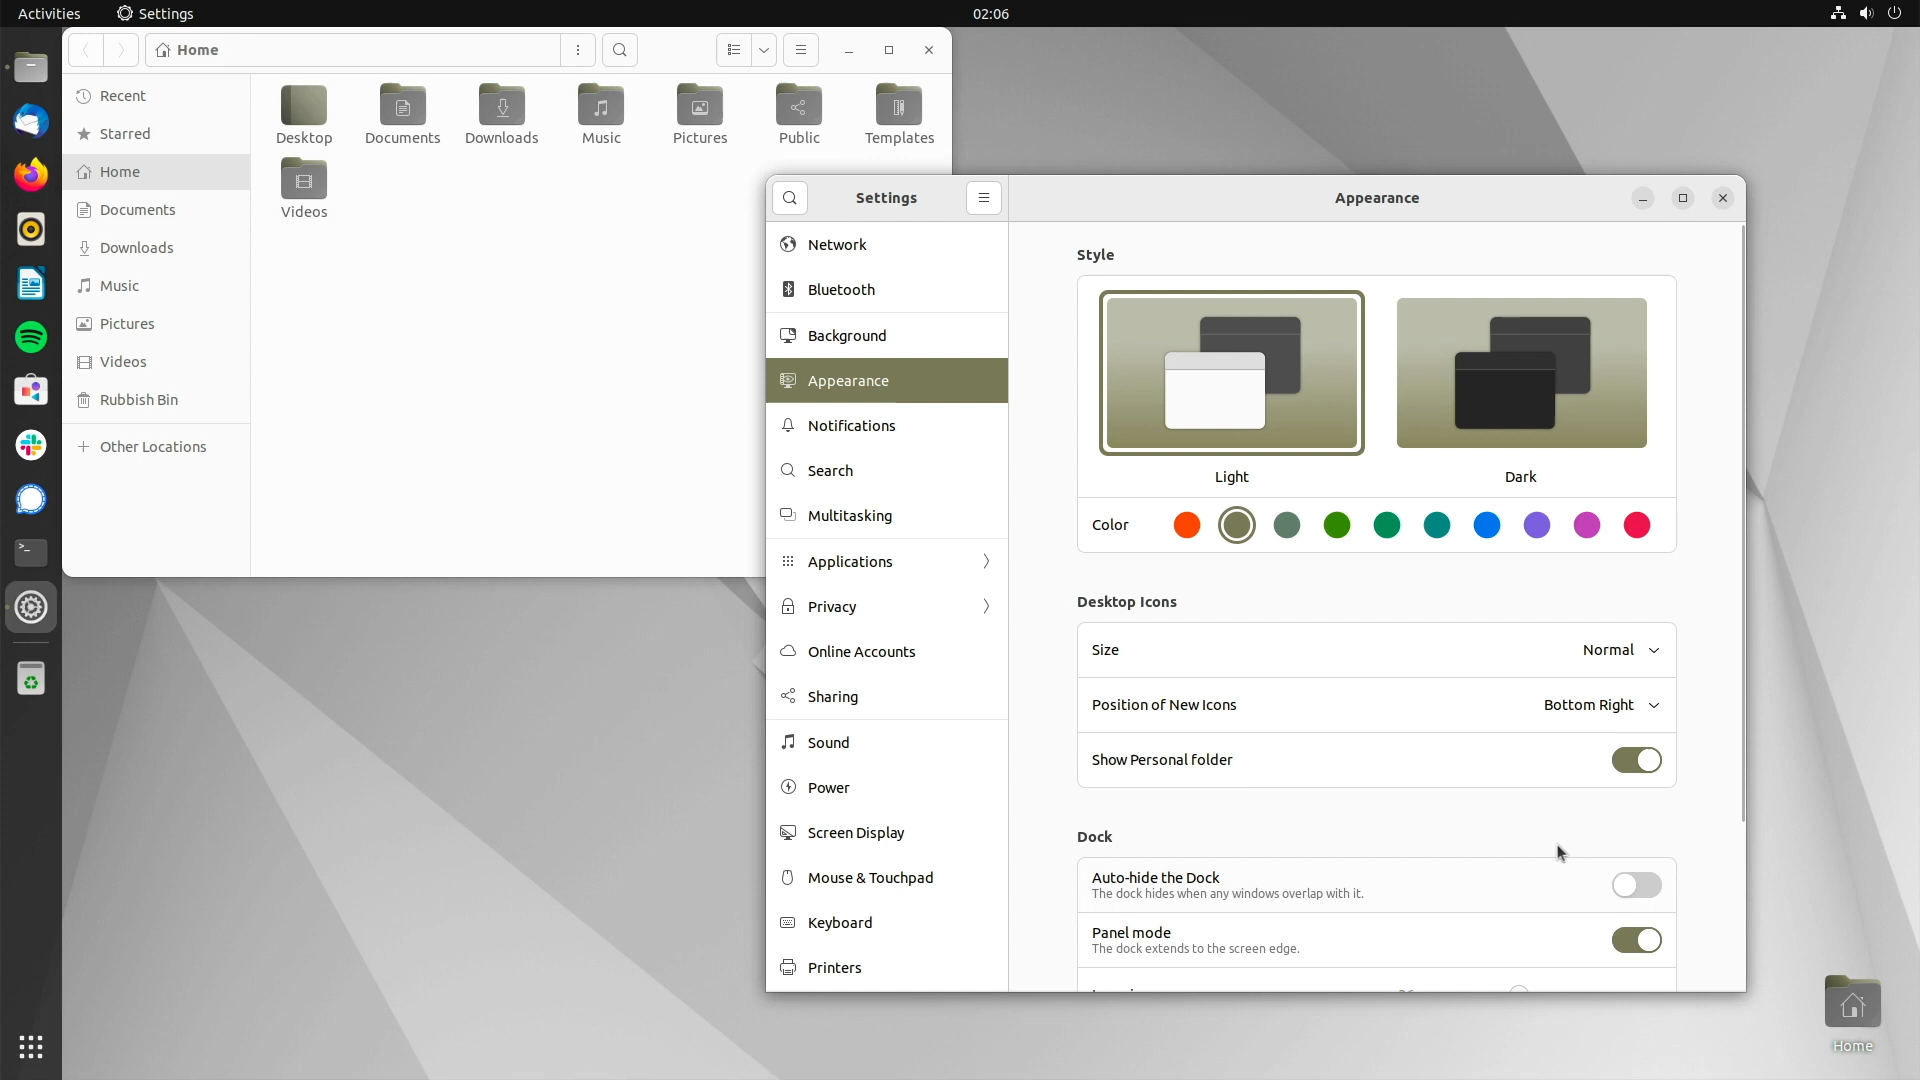 Activities
Settings
02:06
Home
Recent
Starred
Home
Documents
Downloads
Music
Pictures
Videos
Rubbish Bin
Other Locations
Desktop
Documents
Downloads
Music
Pictures
Public
Templates
Videos
Settings
Appearance
Network
Bluetooth
Background
Appearance
Notifications
Search
Multitasking
Applications
Privacy
Online Accounts
Sharing
Sound
Power
Screen Display
Mouse & Touchpad
Keyboard
Printers
Style
Light
Dark
Color
Desktop Icons
Size
Normal
Position of New Icons
Bottom Right
Show Personal folder
Dock
Auto-hide the Dock
The dock hides when any windows overlap with it.
Panel mode
The dock extends to the screen edge.
Home